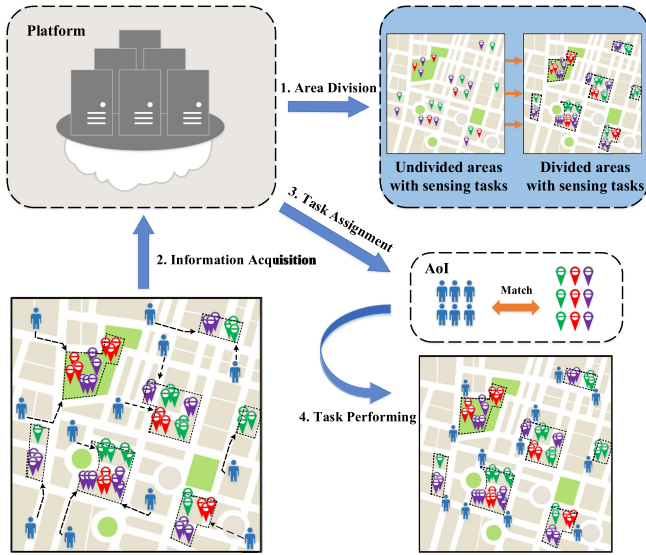 Platform
1. Area Division
Undivided areas
with sensing tasks
Divided areas
with sensing tasks
3. Task Assignment
2. Information Acquisition
AoI
Match
4. Task Performing